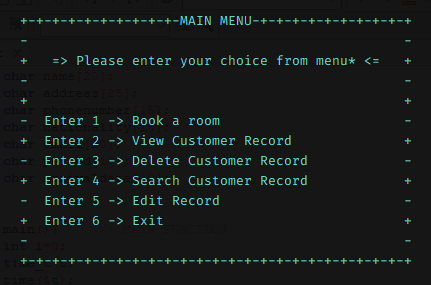 +-+-+-+-+-+-+-+-+-+-MAIN MENU-+-+-+-+-+-+-+-+-+-+
-                                               -
+   => Please enter your choice from menu* <=   +
-                                               -
+                                               +
-  Enter 1 -> Book a room                       -
+  Enter 2 -> View Customer Record              +
-  Enter 3 -> Delete Customer Record            -
+  Enter 4 -> Search Customer Record            +
-  Enter 5 -> Edit Record                       -
+  Enter 6 -> Exit                              +
-                                               -
+-+-+-+-+-+-+-+-+-+-+-+-+-+-+-+-+-+-+-+-+-+-+-+-+